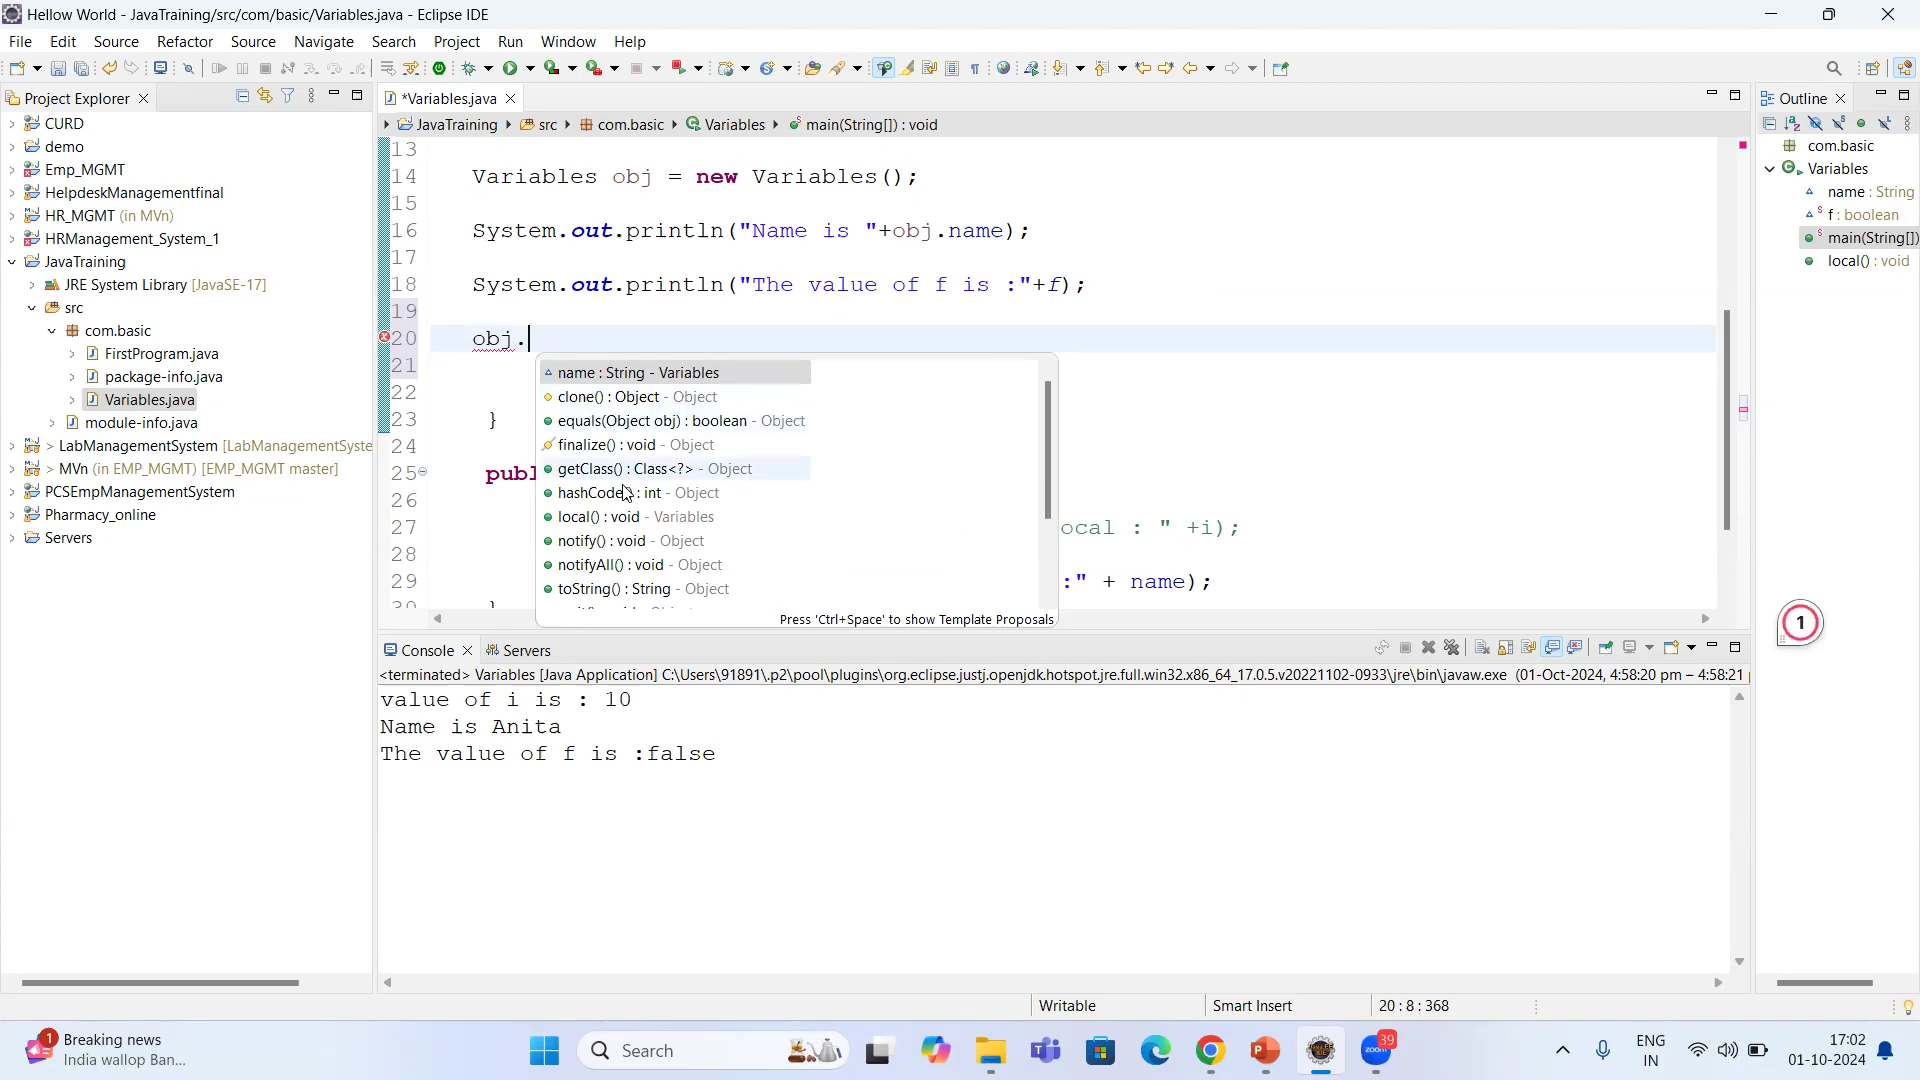 Hellow World - JavaTraining/src/com/basic/Variables.java - Eclipse IDE
File Edit Source Refactor Source Navigate Search Project Run Window Help
Project Explorer
CURD
demo
Emp_MGMT
HelpdeskManagementfinal
HR_MGMT (in MVn)
HRManagement_System_1
JavaTraining
JRE System Library [JavaSE-17]
src
com.basic
FirstProgram.java
package-info.java
Variables.java
module-info.java
> LabManagementSystem [LabManagementSyste
> MVn (in EMP_MGMT) [EMP_MGMT master]
PCSEmpManagementSystem
Pharmacy_online
Servers
*Variables.java
JavaTraining src com.basic Variables main(String[]) : void
13
14 Variables obj = new Variables();
15
16 System.out.println("Name is "+obj.name);
17
18 System.out.println("The value of f is :"+f);
19
20 obj.
21
22
23 }
24
25 publ
26
27 ocal : " +i);
28
29 :" + name);
30 }
name : String - Variables
clone() : Object - Object
equals(Object obj) : boolean - Object
finalize() : void - Object
getClass() : Class<?> - Object
hashCode() : int - Object
local() : void - Variables
notify() : void - Object
notifyAll() : void - Object
toString() : String - Object
Press 'Ctrl+Space' to show Template Proposals
Outline
com.basic
Variables
name : String
S f : boolean
S main(String[])
local() : void
1
Console Servers
<terminated> Variables [Java Application] C:\Users\91891\.p2\pool\plugins\org.eclipse.justj.openjdk.hotspot.jre.full.win32.x86_64_17.0.5.v20221102-0933\jre\bin\javaw.exe (01-Oct-2024, 4:58:20 pm – 4:58:21
value of i is : 10
Name is Anita
The value of f is :false
Writable Smart Insert 20 : 8 : 368
1
Breaking news
India wallop Ban...
Search
zoom
39
ENG
IN
17:02
01-10-2024